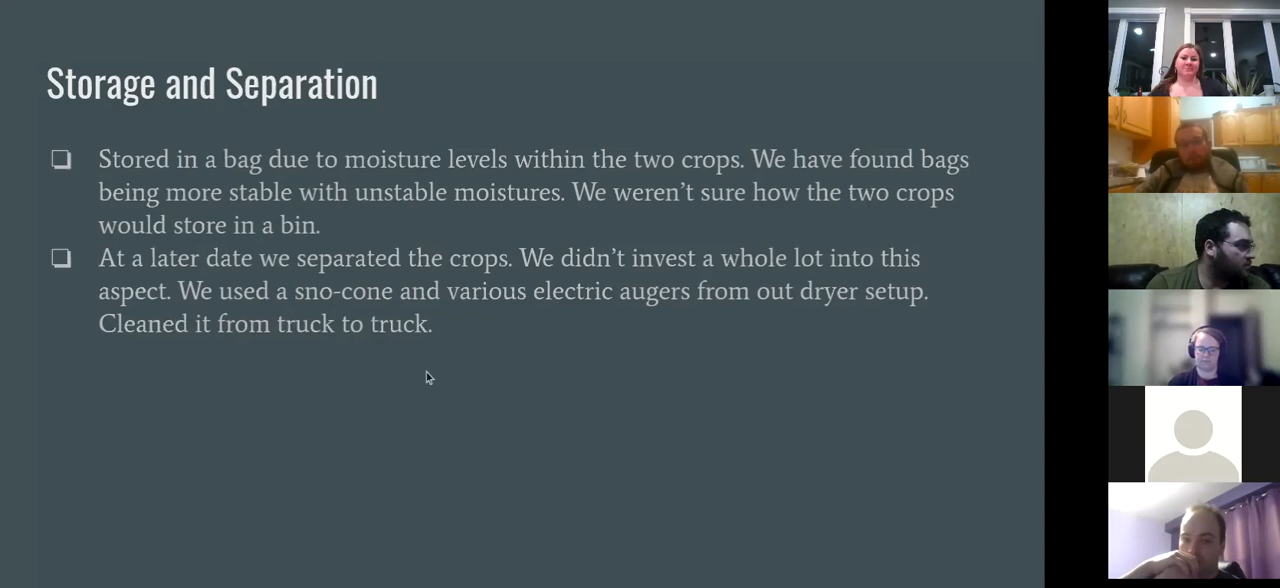 Storage and Separation
❏ Stored in a bag due to moisture levels within the two crops. We have found bags
being more stable with unstable moistures. We weren't sure how the two crops
would store in a bin.
❏ At a later date we separated the crops. We didn't invest a whole lot into this
aspect. We used a sno-cone and various electric augers from out dryer setup.
Cleaned it from truck to truck.